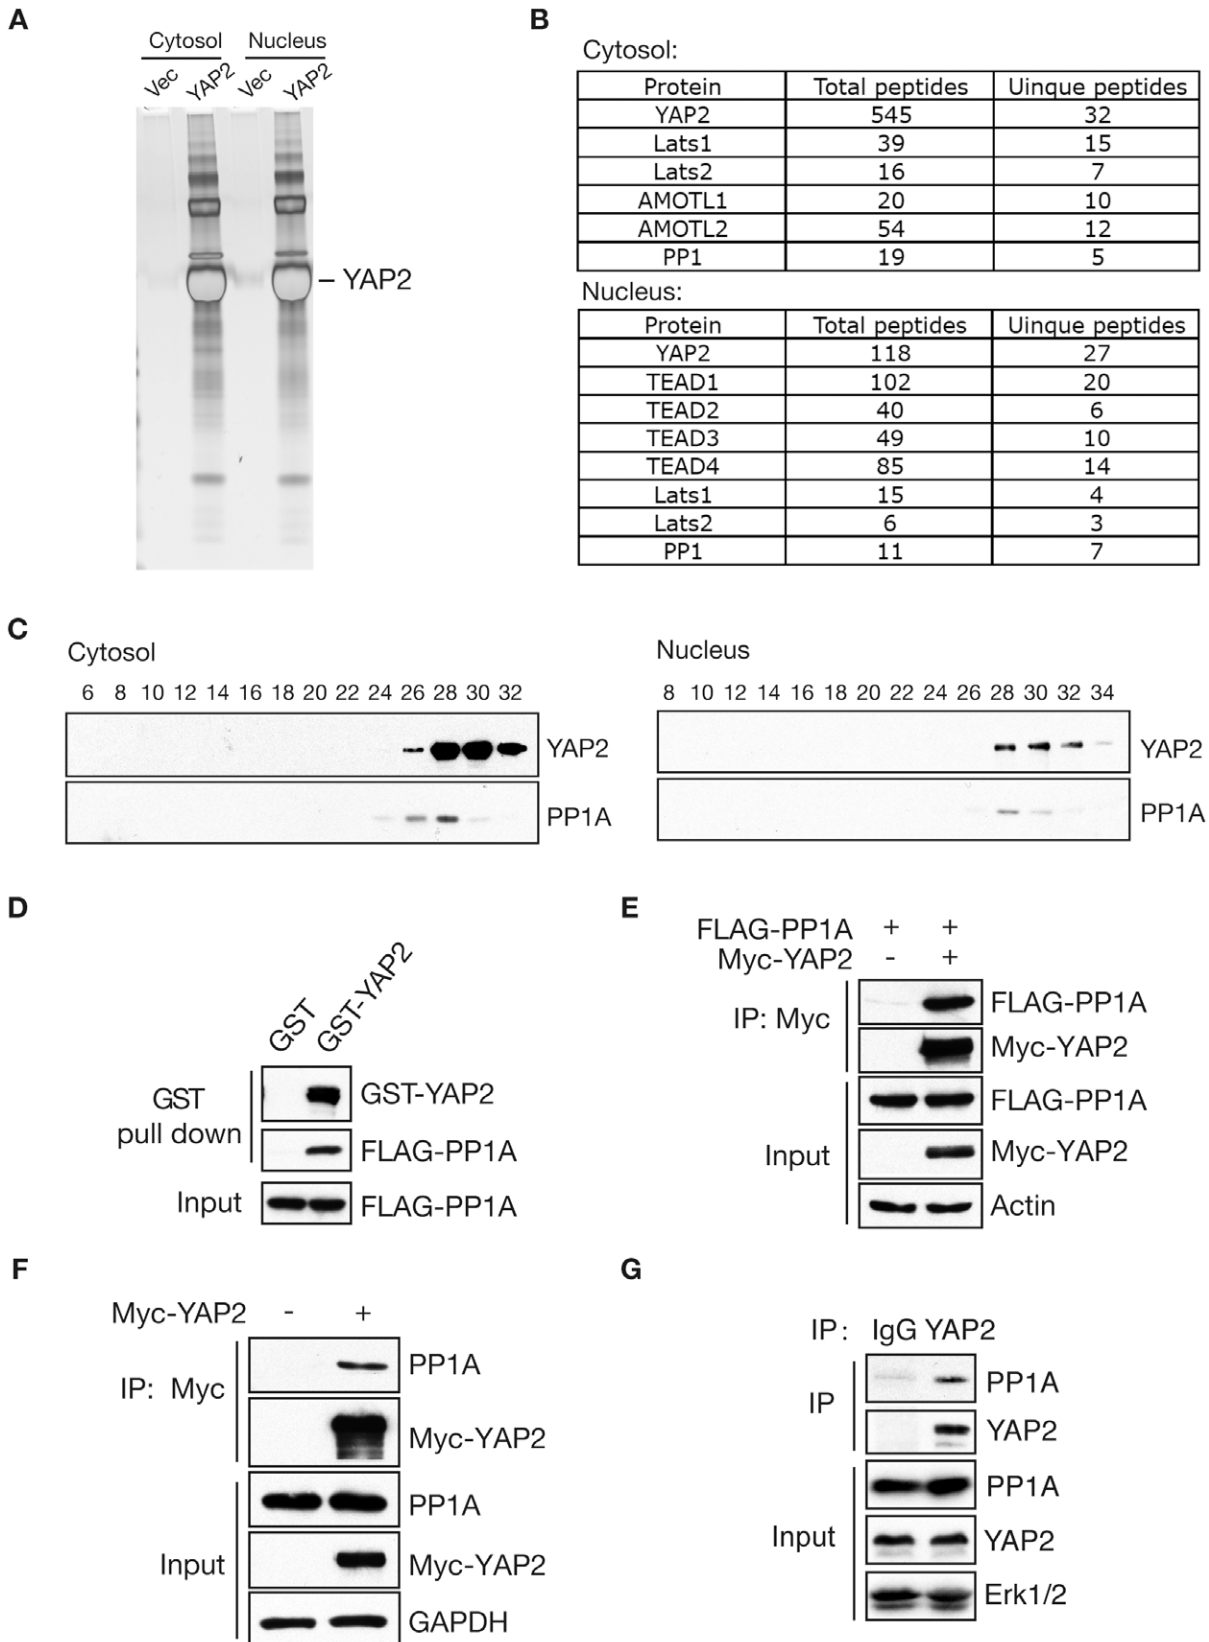 A
Cytosol Nucleus
Vec YAP2 Vec YAP2
– YAP2
B
Cytosol:
Protein Total peptides Uinque peptides
YAP2 545 32
Lats1 39 15
Lats2 16 7
AMOTL1 20 10
AMOTL2 54 12
PP1 19 5
Nucleus:
Protein Total peptides Uinque peptides
YAP2 118 27
TEAD1 102 20
TEAD2 40 6
TEAD3 49 10
TEAD4 85 14
Lats1 15 4
Lats2 6 3
PP1 11 7
C
Cytosol
6 8 10 12 14 16 18 20 22 24 26 28 30 32
YAP2
PP1A
Nucleus
8 10 12 14 16 18 20 22 24 26 28 30 32 34
YAP2
PP1A
D
GST GST-YAP2
GST pull down
GST-YAP2
FLAG-PP1A
Input FLAG-PP1A
E
FLAG-PP1A + +
Myc-YAP2 - +
IP: Myc
FLAG-PP1A
Myc-YAP2
Input
FLAG-PP1A
Myc-YAP2
Actin
F
Myc-YAP2 - +
IP: Myc
PP1A
Myc-YAP2
Input
PP1A
Myc-YAP2
GAPDH
G
IP: IgG YAP2
IP
PP1A
YAP2
Input
PP1A
YAP2
Erk1/2